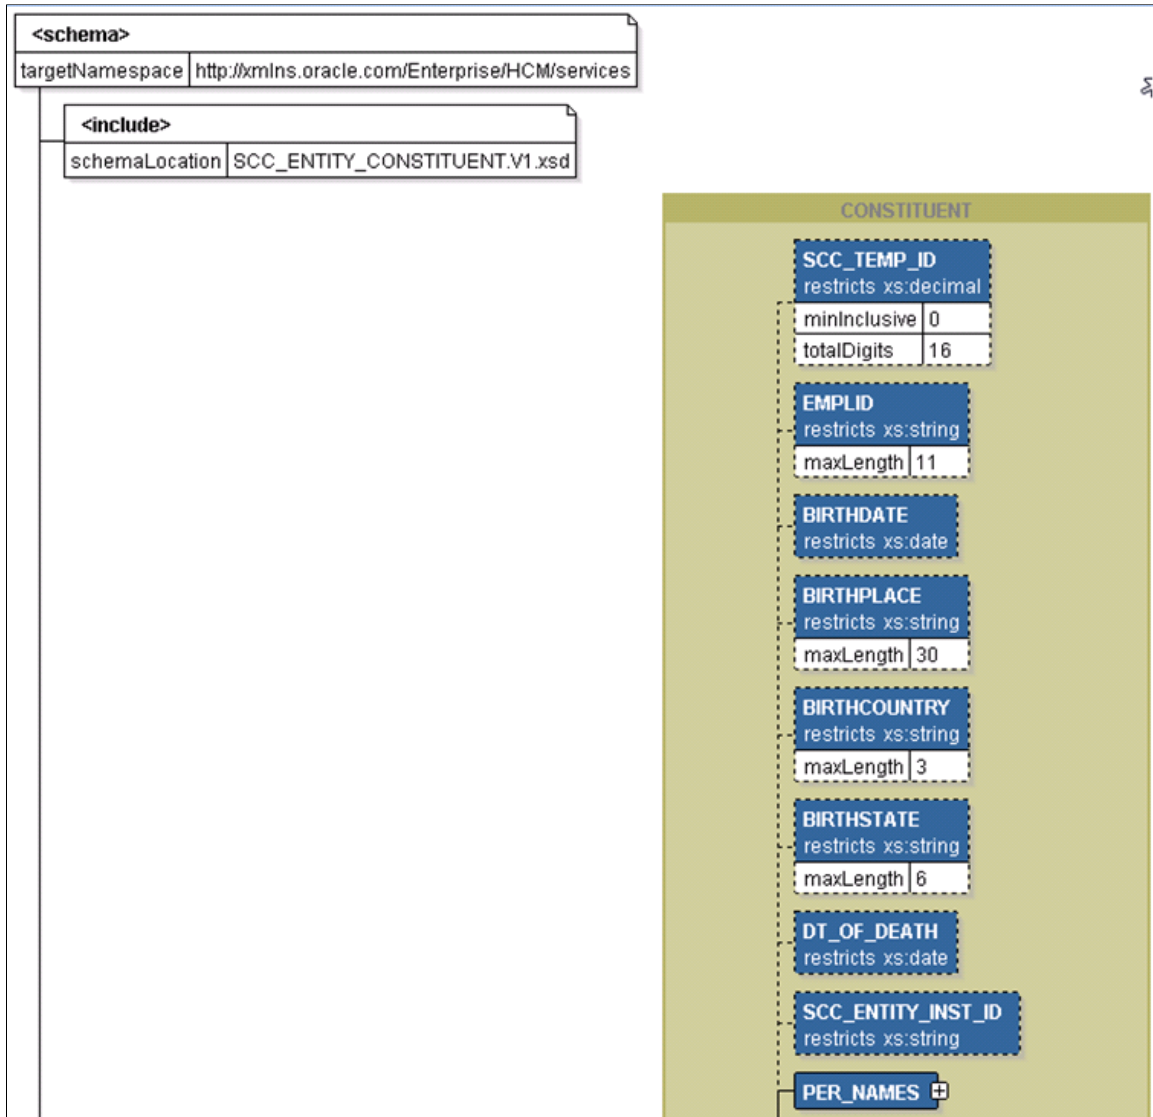 <schema>
targetNamespace http://xmlns.oracle.com/Enterprise/HCM/services
<include>
schemaLocation SCC_ENTITY_CONSTITUENT.V1.xsd
CONSTITUENT
SCC_TEMP_ID
restricts xs:decimal
minInclusive 0
totalDigits 16
EMPLID
restricts xs:string
maxLength 11
BIRTHDATE
restricts xs:date
BIRTHPLACE
restricts xs:string
maxLength 30
BIRTHCOUNTRY
restricts xs:string
maxLength 3
BIRTHSTATE
restricts xs:string
maxLength 6
DT_OF_DEATH
restricts xs:date
SCC_ENTITY_INST_ID
restricts xs:string
PER_NAMES